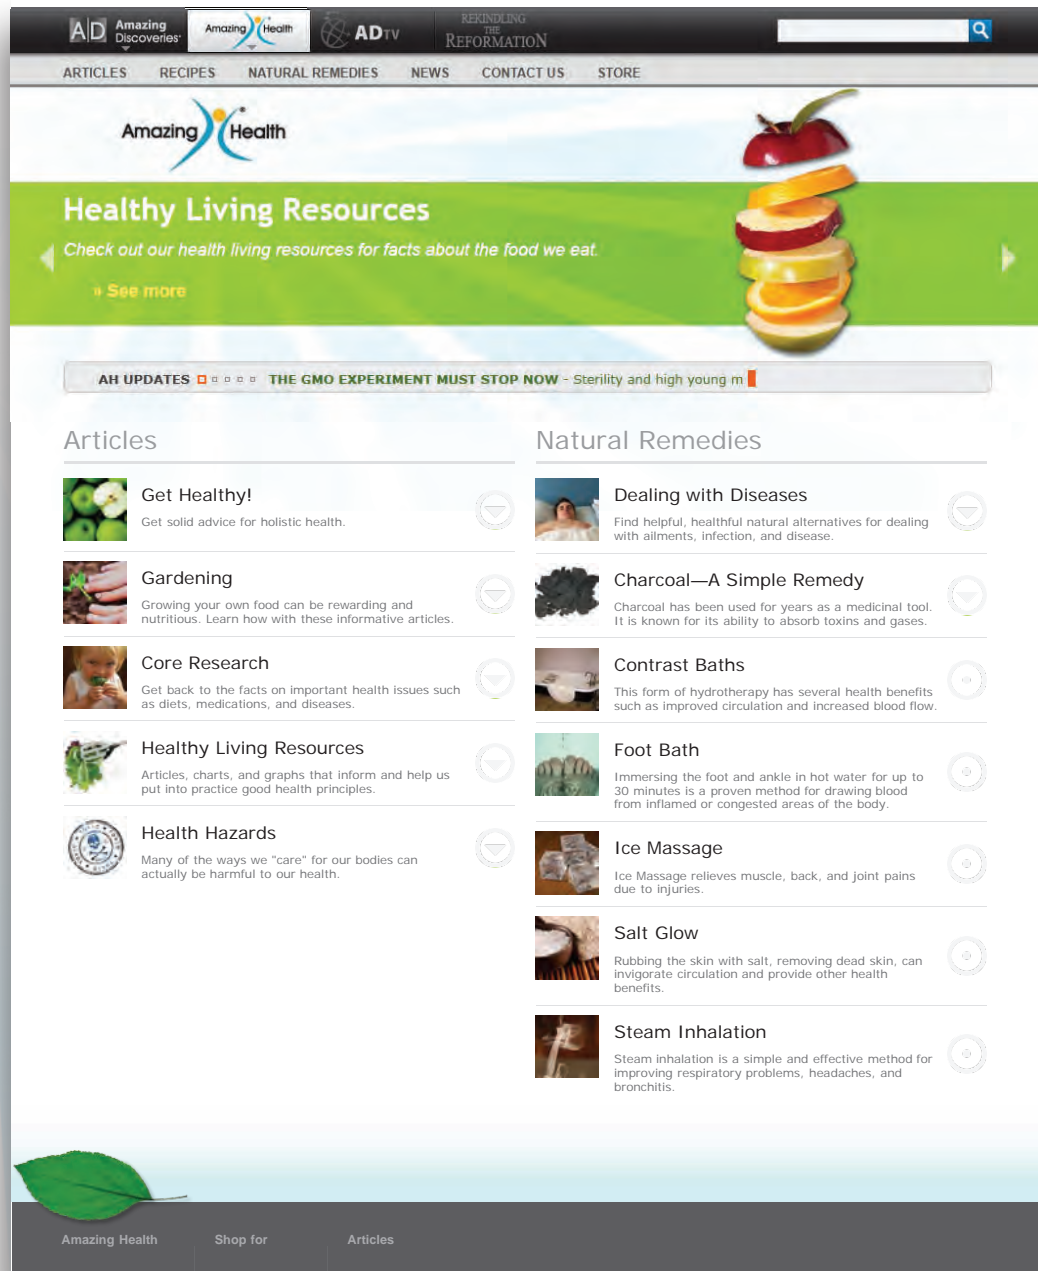 AD Amazing Discoveries
Amazing Health
ADTV
REKINDLING THE REFORMATION
ARTICLES RECIPES NATURAL REMEDIES NEWS CONTACT US STORE
Amazing Health
Healthy Living Resources
Check out our health living resources for facts about the food we eat.
» See more
AH UPDATES THE GMO EXPERIMENT MUST STOP NOW - Sterility and high young m
Articles
Get Healthy!
Get solid advice for holistic health.
Gardening
Growing your own food can be rewarding and
nutritious. Learn how with these informative articles.
Core Research
Get back to the facts on important health issues such
as diets, medications, and diseases.
Healthy Living Resources
Articles, charts, and graphs that inform and help us
put into practice good health principles.
Health Hazards
Many of the ways we "care" for our bodies can
actually be harmful to our health.
Natural Remedies
Dealing with Diseases
Find helpful, healthful natural alternatives for dealing
with ailments, infection, and disease.
Charcoal—A Simple Remedy
Charcoal has been used for years as a medicinal tool.
It is known for its ability to absorb toxins and gases.
Contrast Baths
This form of hydrotherapy has several health benefits
such as improved circulation and increased blood flow.
Foot Bath
Immersing the foot and ankle in hot water for up to
30 minutes is a proven method for drawing blood
from inflamed or congested areas of the body.
Ice Massage
Ice Massage relieves muscle, back, and joint pains
due to injuries.
Salt Glow
Rubbing the skin with salt, removing dead skin, can
invigorate circulation and provide other health
benefits.
Steam Inhalation
Steam inhalation is a simple and effective method for
improving respiratory problems, headaches, and
bronchitis.
Amazing Health Shop for Articles